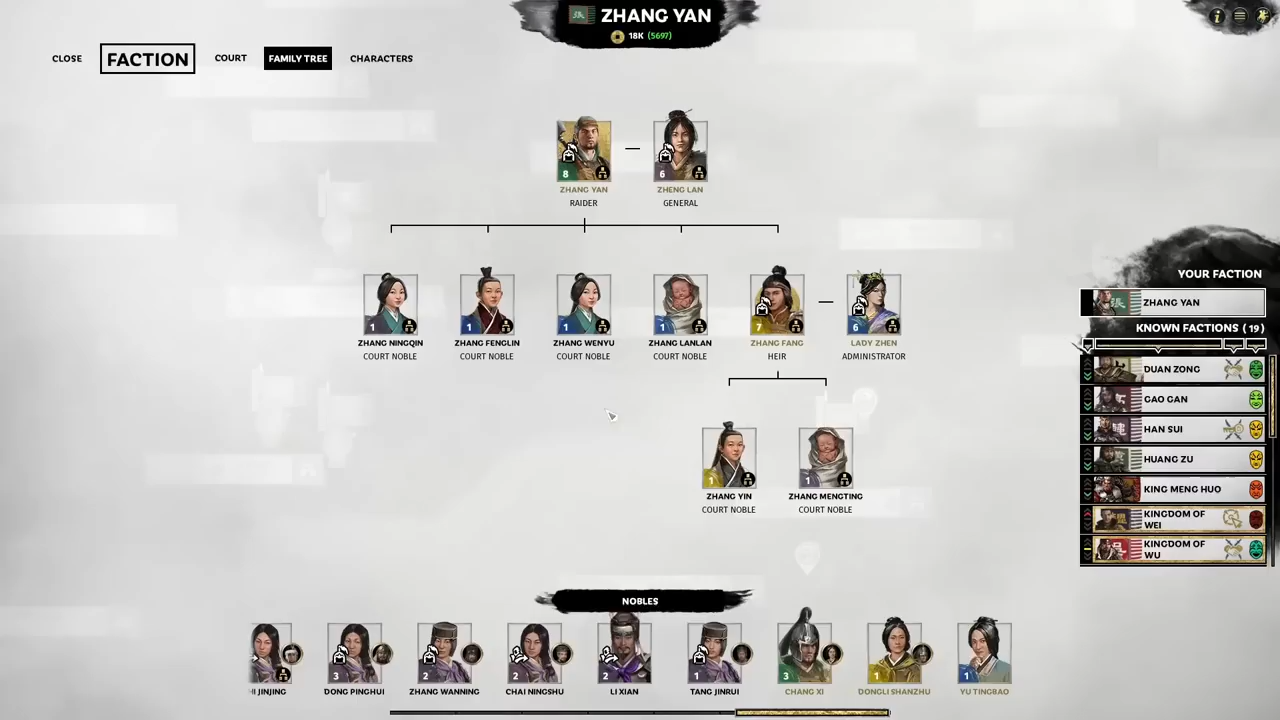 ZHANG YAN
18K (5697)
CLOSE
FACTION
COURT
FAMILY TREE
CHARACTERS
8
6
ZHANG YAN
ZHENG LAN
RAIDER
GENERAL
1
1
1
1
7
6
ZHANG NINGQIN
ZHANG FENGLIN
ZHANG WENYU
ZHANG LANLAN
ZHANG FANG
LADY ZHEN
COURT NOBLE
COURT NOBLE
COURT NOBLE
COURT NOBLE
HEIR
ADMINISTRATOR
1
1
ZHANG YIN
ZHANG MENGTING
COURT NOBLE
COURT NOBLE
YOUR FACTION
ZHANG YAN
KNOWN FACTIONS (19)
DUAN ZONG
GAO GAN
HAN SUI
HUANG ZU
KING MENG HUO
KINGDOM OF
WEI
KINGDOM OF
WU
NOBLES
3
2
2
2
1
3
1
1
JINJING
DONG PINGHUI
ZHANG WANNING
CHAI NINGSHU
LI XIAN
TANG JINRUI
CHANG XI
DONGLI SHANZHU
YU TINGBAO